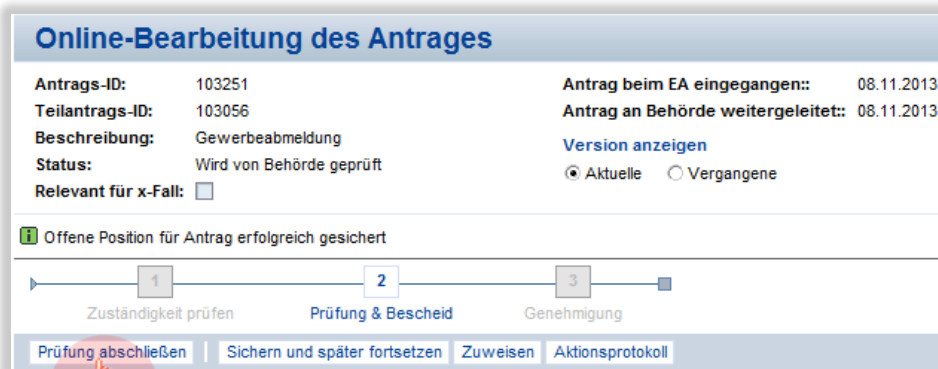 Online-Bearbeitung des Antrages
Antrags-ID: 103251
Teilantrags-ID: 103056
Beschreibung: Gewerbeabmeldung
Status: Wird von Behörde geprüft
Relevant für x-Fall:
Antrag beim EA eingegangen:: 08.11.2013
Antrag an Behörde weitergeleitet:: 08.11.2013
Version anzeigen
Aktuelle Vergangene
Offene Position für Antrag erfolgreich gesichert
1 2 3
Zuständigkeit prüfen Prüfung & Bescheid Genehmigung
Prüfung abschließen Sichern und später fortsetzen Zuweisen Aktionsprotokoll